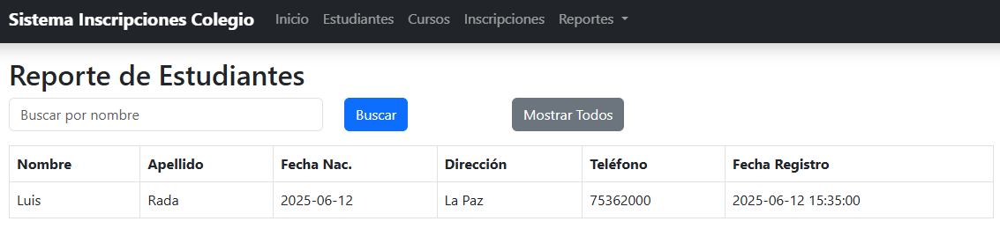 Sistema Inscripciones Colegio Inicio Estudiantes Cursos Inscripciones Reportes
Reporte de Estudiantes
Buscar por nombre Buscar Mostrar Todos
Nombre Apellido Fecha Nac. Dirección Teléfono Fecha Registro
Luis Rada 2025-06-12 La Paz 75362000 2025-06-12 15:35:00